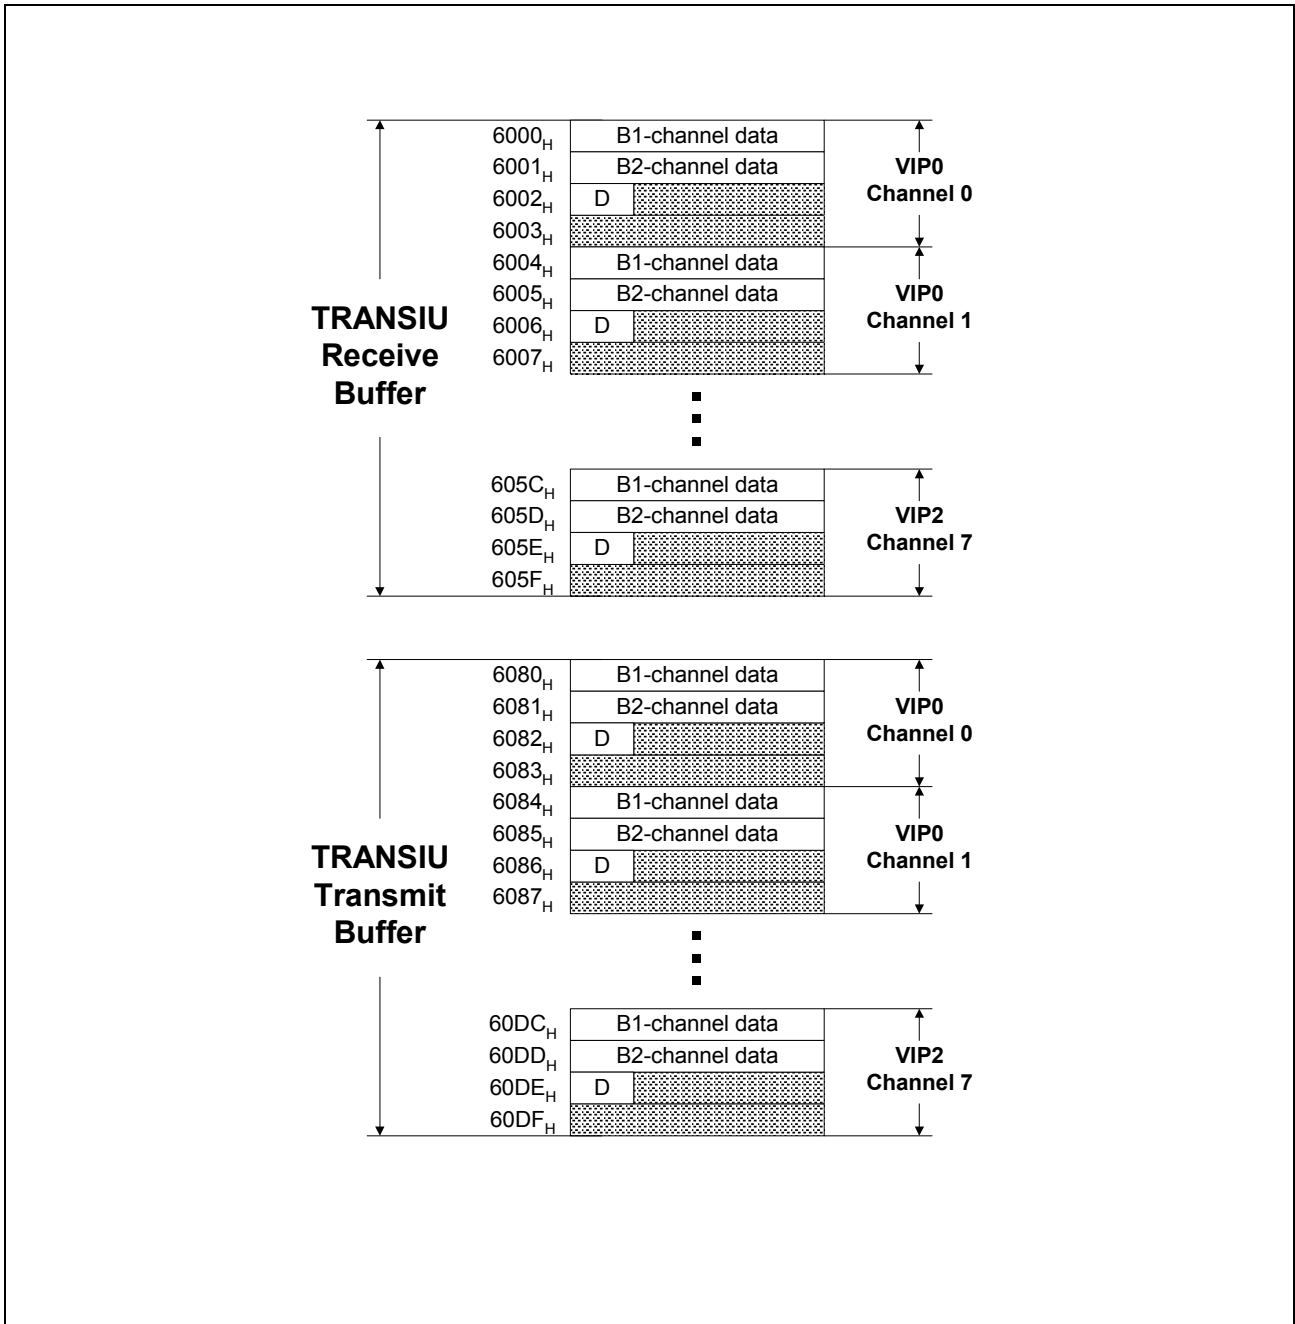 6000H B1-channel data
6001H B2-channel data
6002H D
6003H
VIP0
Channel 0
6004H B1-channel data
6005H B2-channel data
6006H D
6007H
VIP0
Channel 1
TRANSIU
Receive
Buffer
605CH B1-channel data
605DH B2-channel data
605EH D
605FH
VIP2
Channel 7
6080H B1-channel data
6081H B2-channel data
6082H D
6083H
VIP0
Channel 0
6084H B1-channel data
6085H B2-channel data
6086H D
6087H
VIP0
Channel 1
TRANSIU
Transmit
Buffer
60DCH B1-channel data
60DDH B2-channel data
60DEH D
60DFH
VIP2
Channel 7